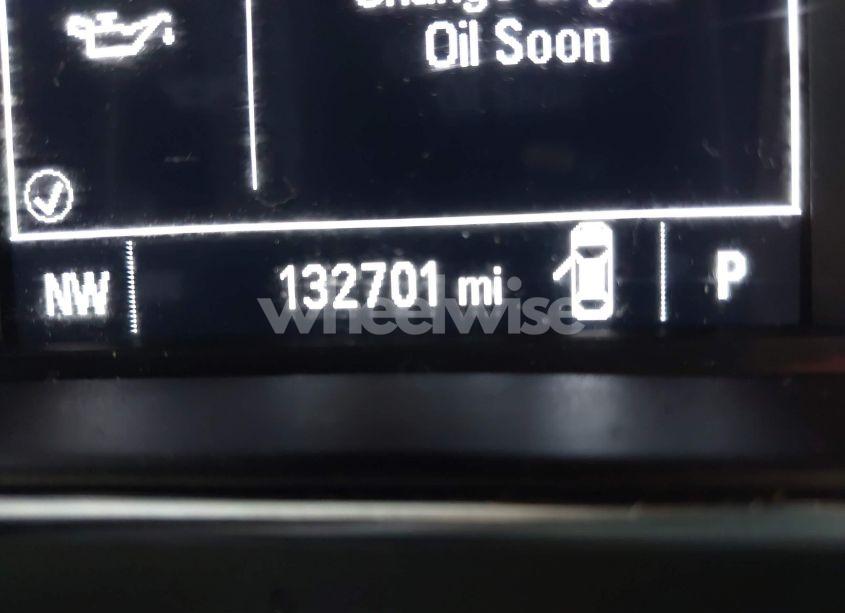 Oil Soon
NW
132701 mi
P
wheelwise